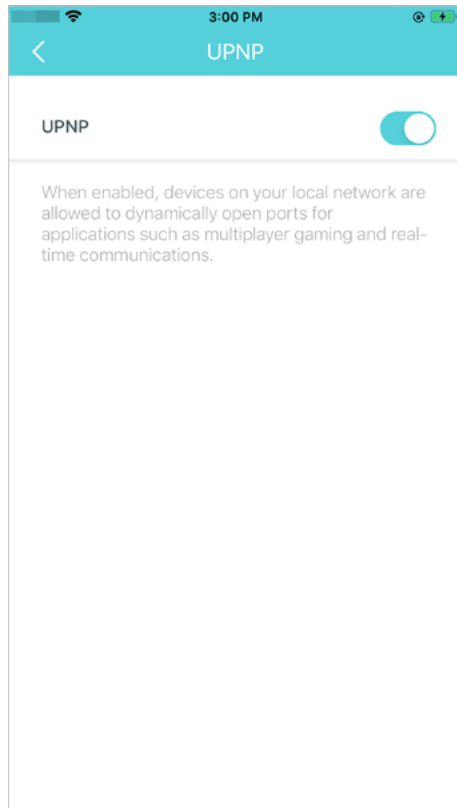 3:00 PM
UPNP
UPNP
When enabled, devices on your local network are
allowed to dynamically open ports for
applications such as multiplayer gaming and real-
time communications.